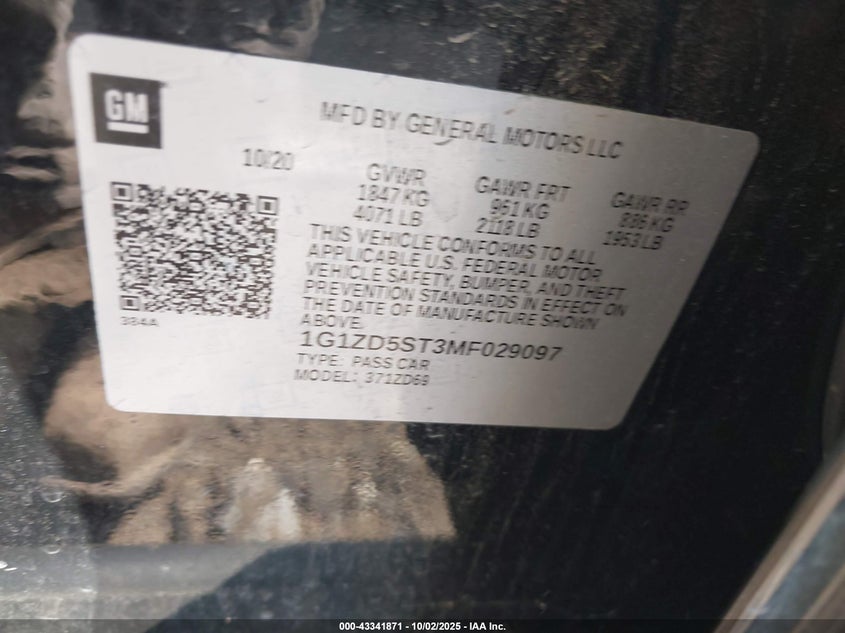 GM
MFD BY GENERAL MOTORS LLC
10/20
GVWR GAWR FRT GAWR RR
1847 KG 961 KG 886 KG
4071 LB 2118 LB 1953 LB
THIS VEHICLE CONFORMS TO ALL
APPLICABLE U.S. FEDERAL MOTOR
VEHICLE SAFETY, BUMPER, AND THEFT
PREVENTION STANDARDS IN EFFECT ON
THE DATE OF MANUFACTURE SHOWN
ABOVE.
384A
1G1ZD5ST3MF029097
TYPE: PASS CAR
MODEL: 371ZD69
000-43341871 - 10/02/2025 - IAA Inc.